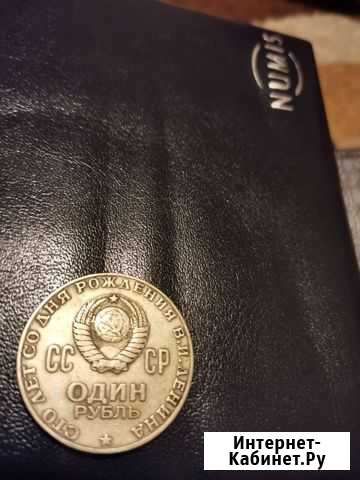 NUMIS
СТО ЛЕТ СО ДНЯ РОЖДЕНИЯ В.И.ЛЕНИНА
СС СР
ОДИН
РУБЛЬ
Интернет-
Кабинет.Ру